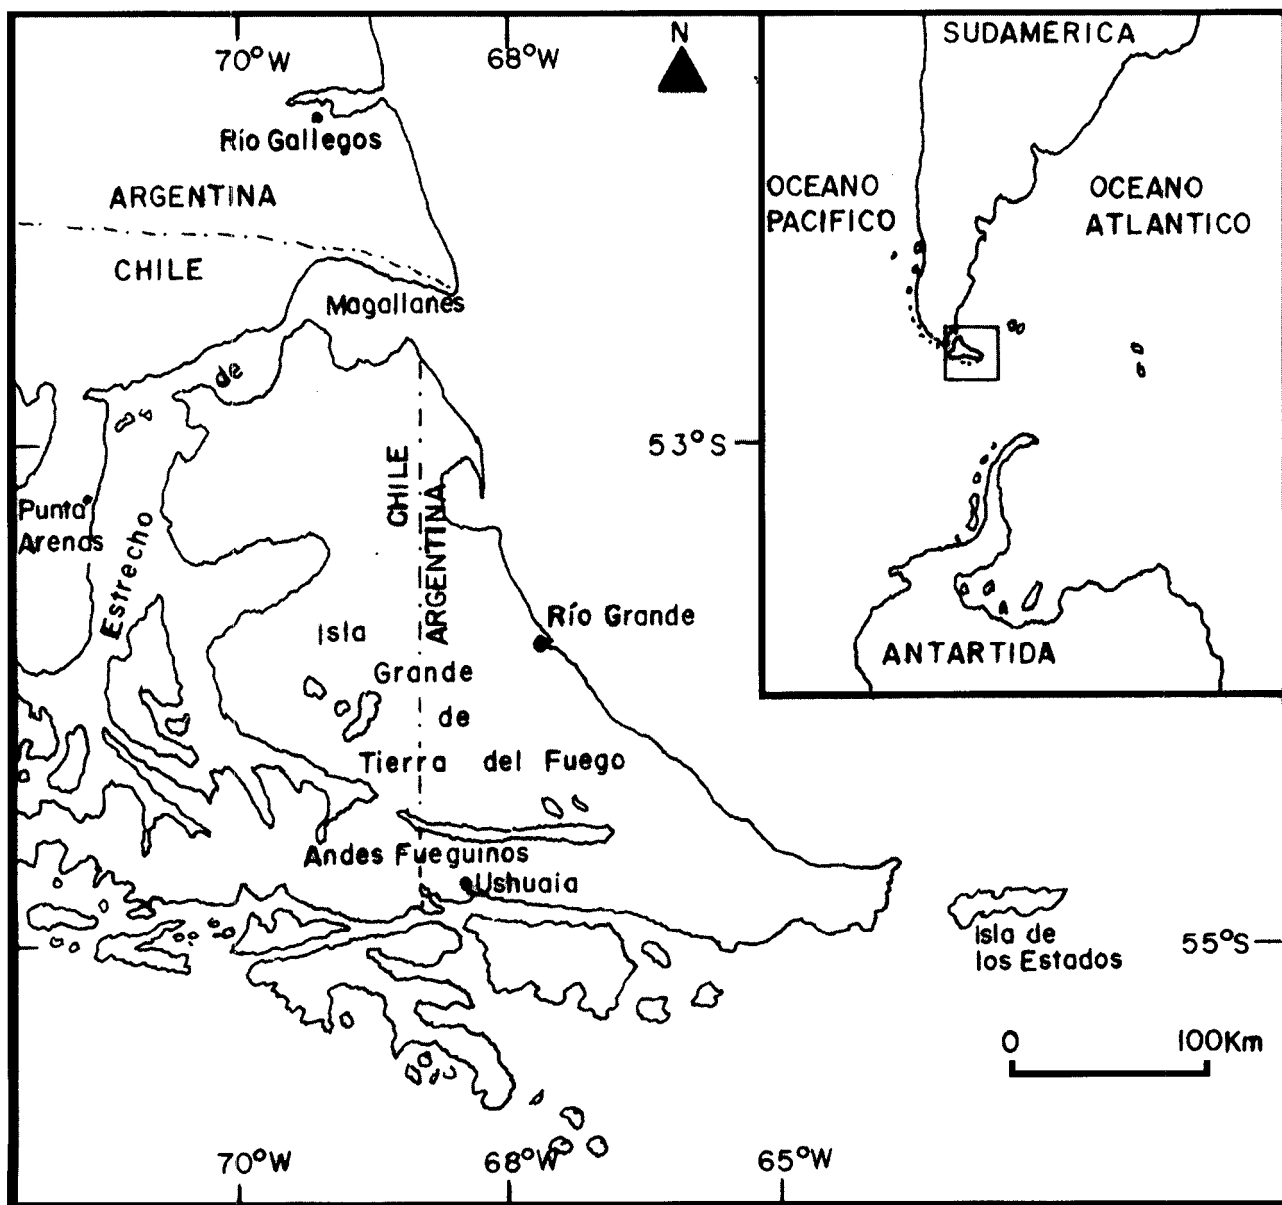 70°W
68°W
N
Río Gallegos
ARGENTINA
CHILE
Magallanes
de
Estrecho
53°S
CHILE
ARGENTINA
Punta
Arenas
Río Grande
Isla
Grande
de
Tierra del Fuego
Andes Fueguinos
Ushuaia
Isla de
los Estados
55°S
0 100Km
70°W
68°W
65°W
SUDAMERICA
OCEANO
PACIFICO
OCEANO
ATLANTICO
ANTARTIDA